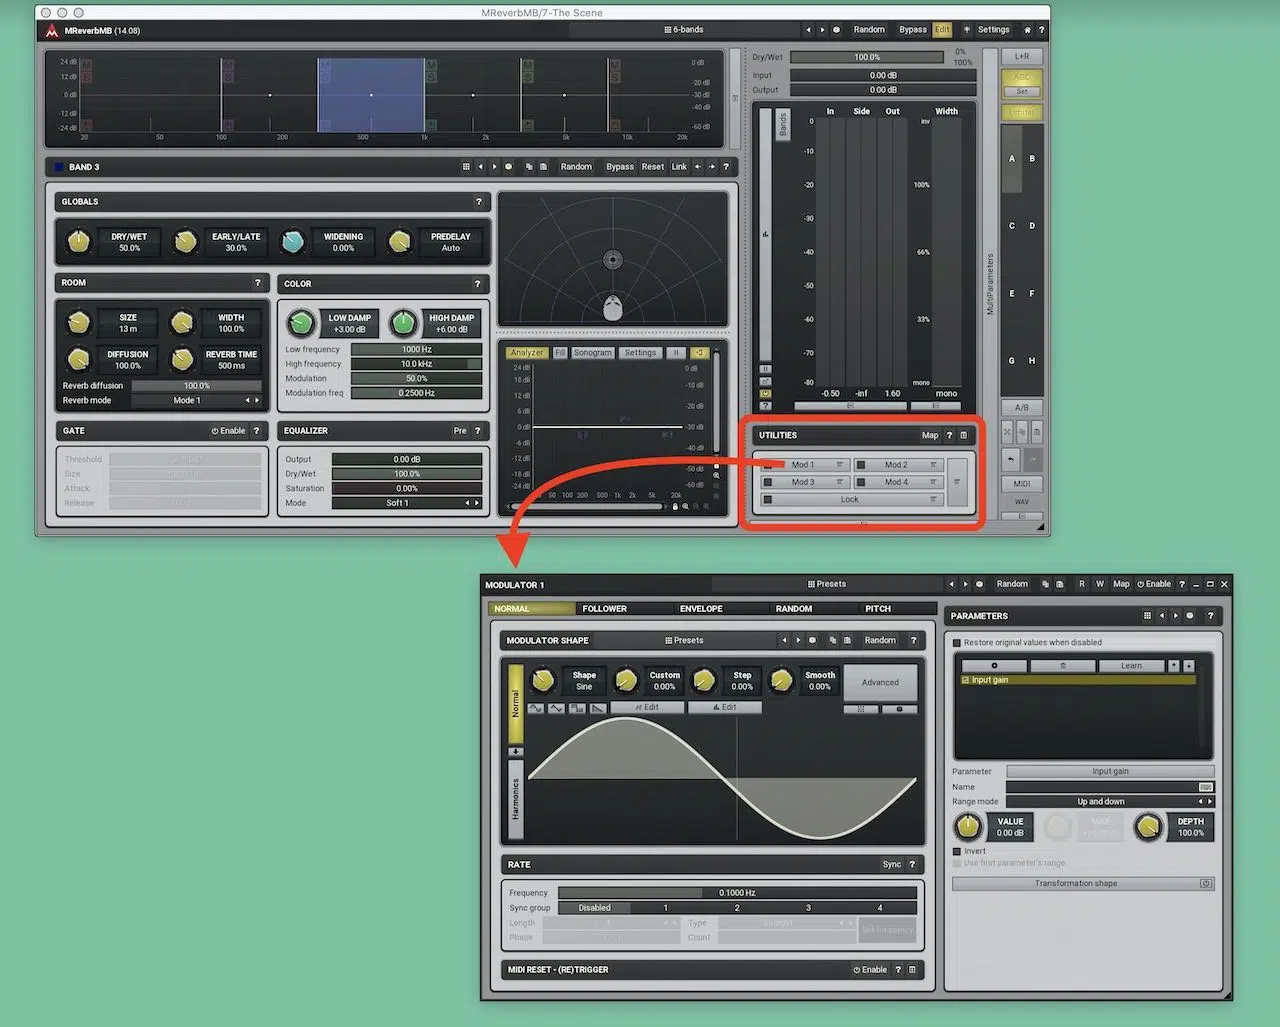 MReverbMB/7-The Scene
MReverbMB (14.08) 6-bands Random Bypass Edit Settings ?
24 dB
12 dB
0 dB
-12 dB
-24 dB
0 dB
-20 dB
-30 dB
-40 dB
-60 dB
20 50 100 200 500 1k 2k 5k 10k 20k
BAND 3 Random Bypass Reset Link ?
GLOBALS ?
DRY/WET EARLY/LATE WIDENING PREDELAY
50.0% 30.0% 0.00% Auto
ROOM ?
SIZE WIDTH
13 m 100.0%
DIFFUSION REVERB TIME
100.0% 500 ms
Reverb diffusion 100.0%
Reverb mode Mode 1
COLOR ?
LOW DAMP HIGH DAMP
+3.00 dB +6.00 dB
Low frequency 1000 Hz
High frequency 10.0 kHz
Modulation 50.0%
Modulation freq 0.2500 Hz
GATE Enable ?
Threshold
Size
Attack
Release
EQUALIZER Pre ?
Output 0.00 dB
Dry/Wet 100.0%
Saturation 0.00%
Mode Soft 1
Analyzer Fill Sonogram Settings
24 dB
18 dB
12 dB
6 dB
0 dB
-6 dB
-12 dB
-18 dB
-24 dB
0 dB
-10 dB
-20 dB
-30 dB
-40 dB
-50 dB
-60 dB
50 100 200 500 1k 2k 5k 20k
Dry/Wet 100.0% 0% 100%
Input 0.00 dB
Output 0.00 dB
Bands
In Side Out Width
0
-10
-20
-30
-40
-50
-60
-70
-80
inv
100%
66%
33%
mono
-0.50 -inf 1.60 mono
UTILITIES Map ?
Mod 1 Mod 2
Mod 3 Mod 4
Lock
MultiParameters
L+R
AGC
Set
Limiter
A B
C D
E F
G H
A/B
MIDI
WAV
MODULATOR 1 Presets Random R W Map Enable ?
NORMAL FOLLOWER ENVELOPE RANDOM PITCH
MODULATOR SHAPE Presets Random ?
Normal
Harmonics
Shape Custom Step Smooth
Sine 0.00% 0.00% 0.00%
Advanced
Edit Edit
RATE Sync ?
Frequency 0.1000 Hz
Sync group Disabled 1 2 3 4
Length Type Straight
Phase Count Set frequency
MIDI RESET - (RE)TRIGGER Enable ?
PARAMETERS ?
Restore original values when disabled
Learn
Input gain
Parameter Input gain
Name
Range mode Up and down
VALUE MAX DEPTH
0.00 dB 100.0%
Invert
Use first parameter's range
Transformation shape